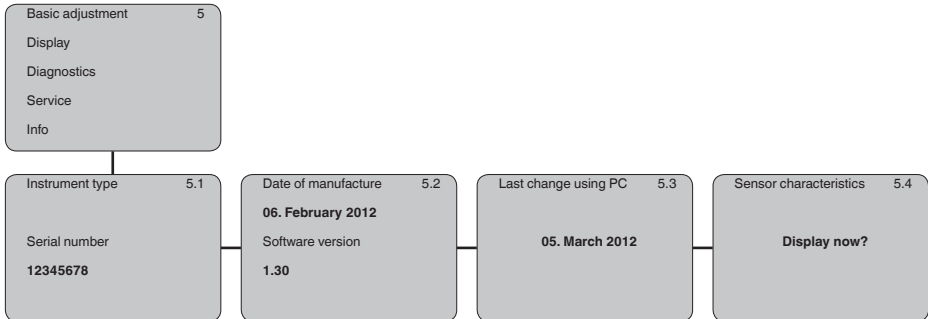 Basic adjustment 5
Display
Diagnostics
Service
Info
Instrument type 5.1
Serial number
12345678
Date of manufacture 5.2
06. February 2012
Software version
1.30
Last change using PC 5.3
05. March 2012
Sensor characteristics 5.4
Display now?